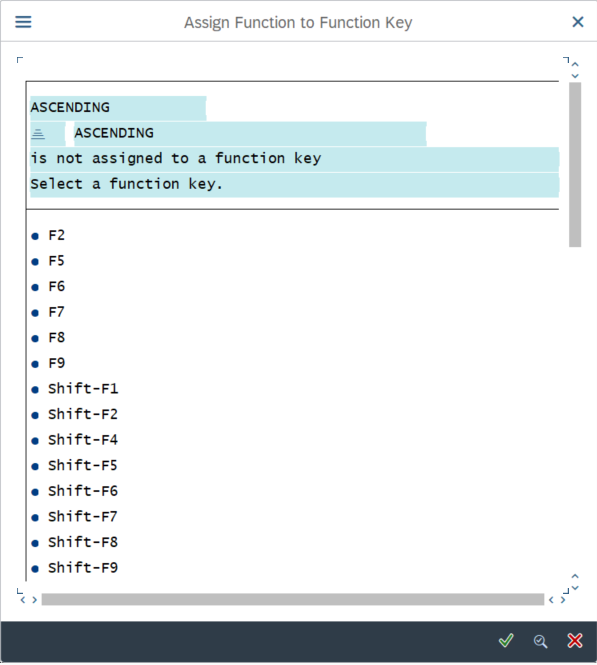 Assign Function to Function Key
ASCENDING
ASCENDING
is not assigned to a function key
Select a function key.
F2
F5
F6
F7
F8
F9
Shift-F1
Shift-F2
Shift-F4
Shift-F5
Shift-F6
Shift-F7
Shift-F8
Shift-F9